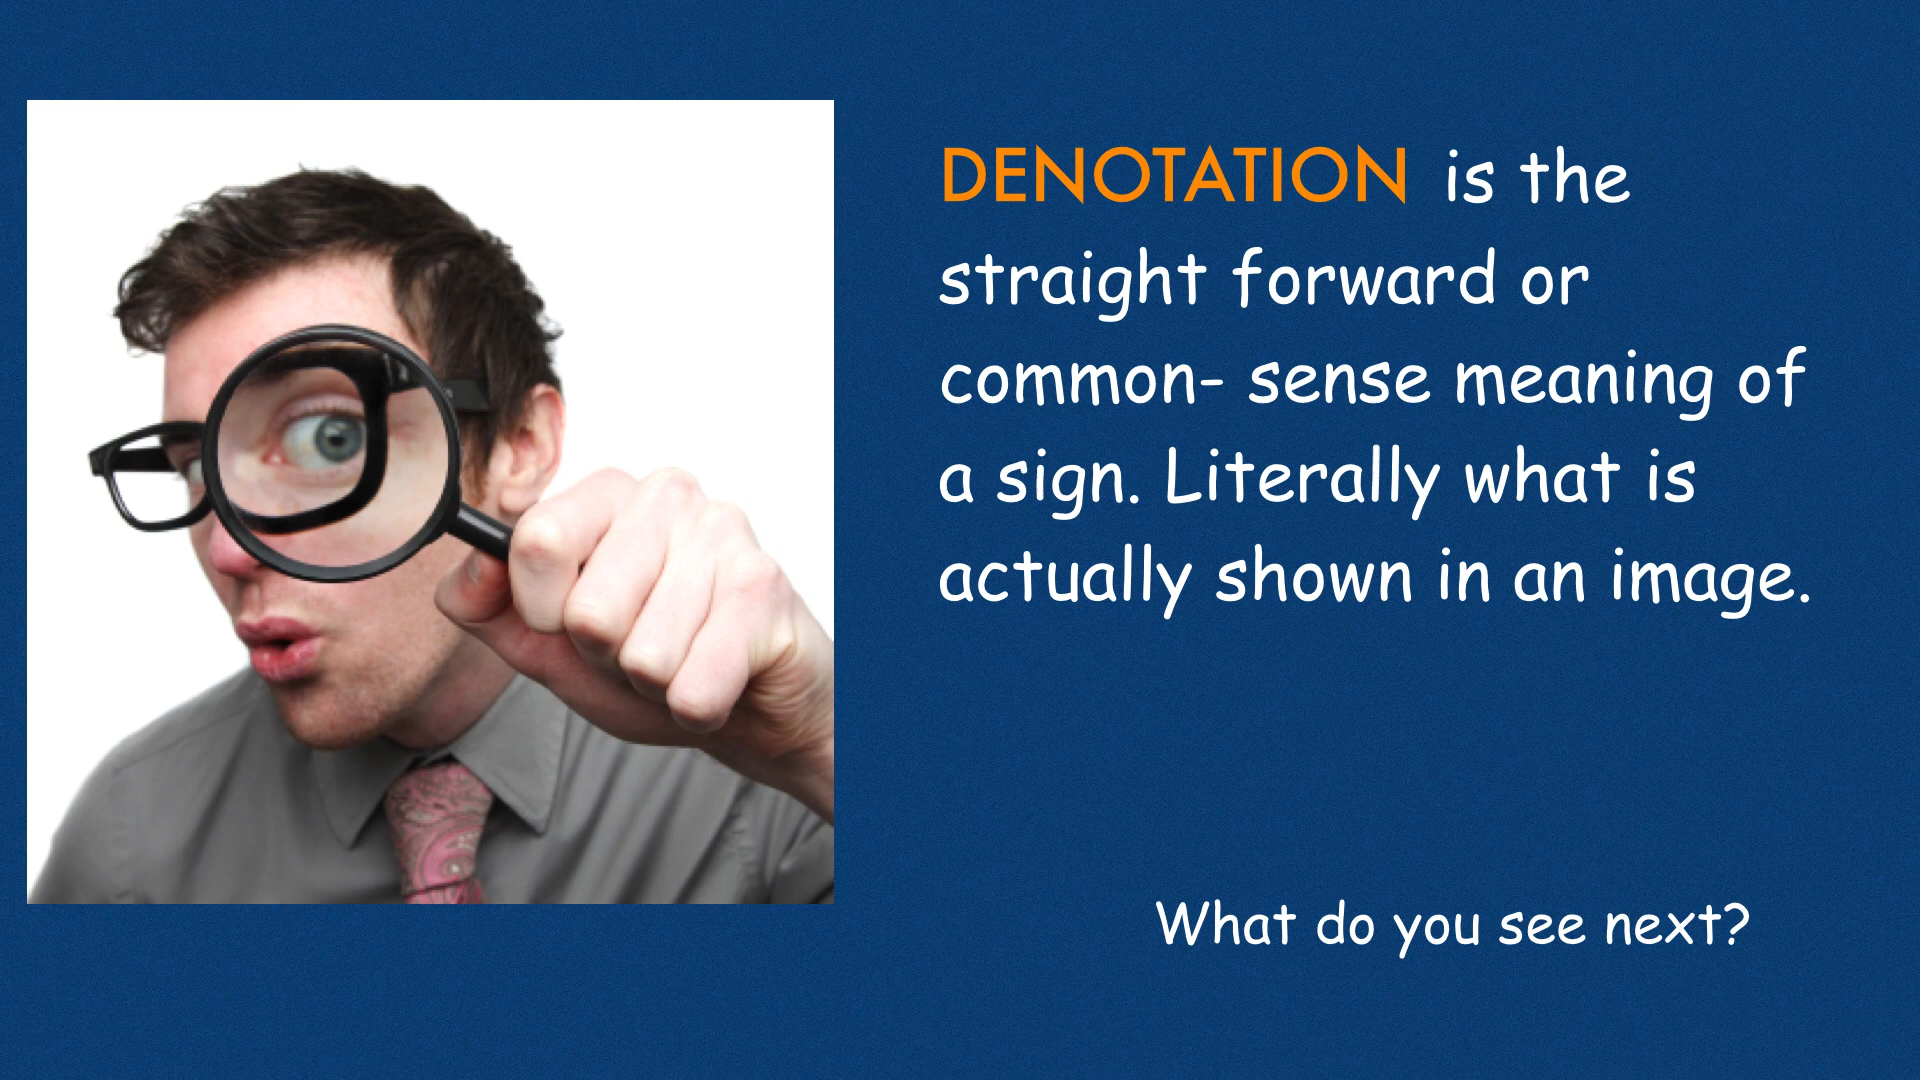 DENOTATION is the
straight forward or
common- sense meaning of
a sign. Literally what is
actually shown in an image.
What do you see next?